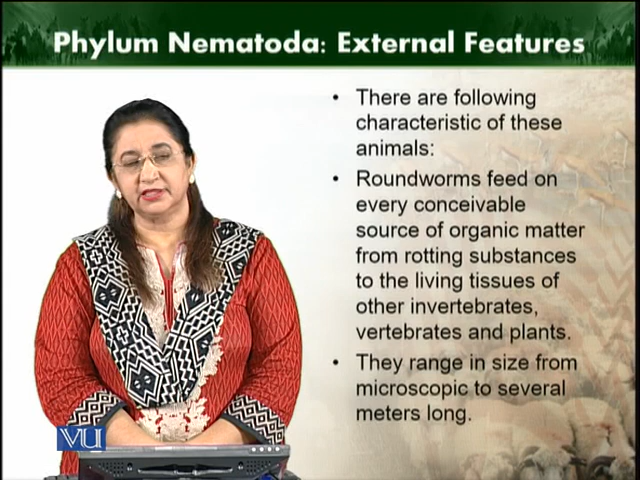 Phylum Nematoda: External Features
• There are following
characteristic of these
animals:
• Roundworms feed on
every conceivable
source of organic matter
from rotting substances
to the living tissues of
other invertebrates,
vertebrates and plants.
• They range in size from
microscopic to several
meters long.
VU